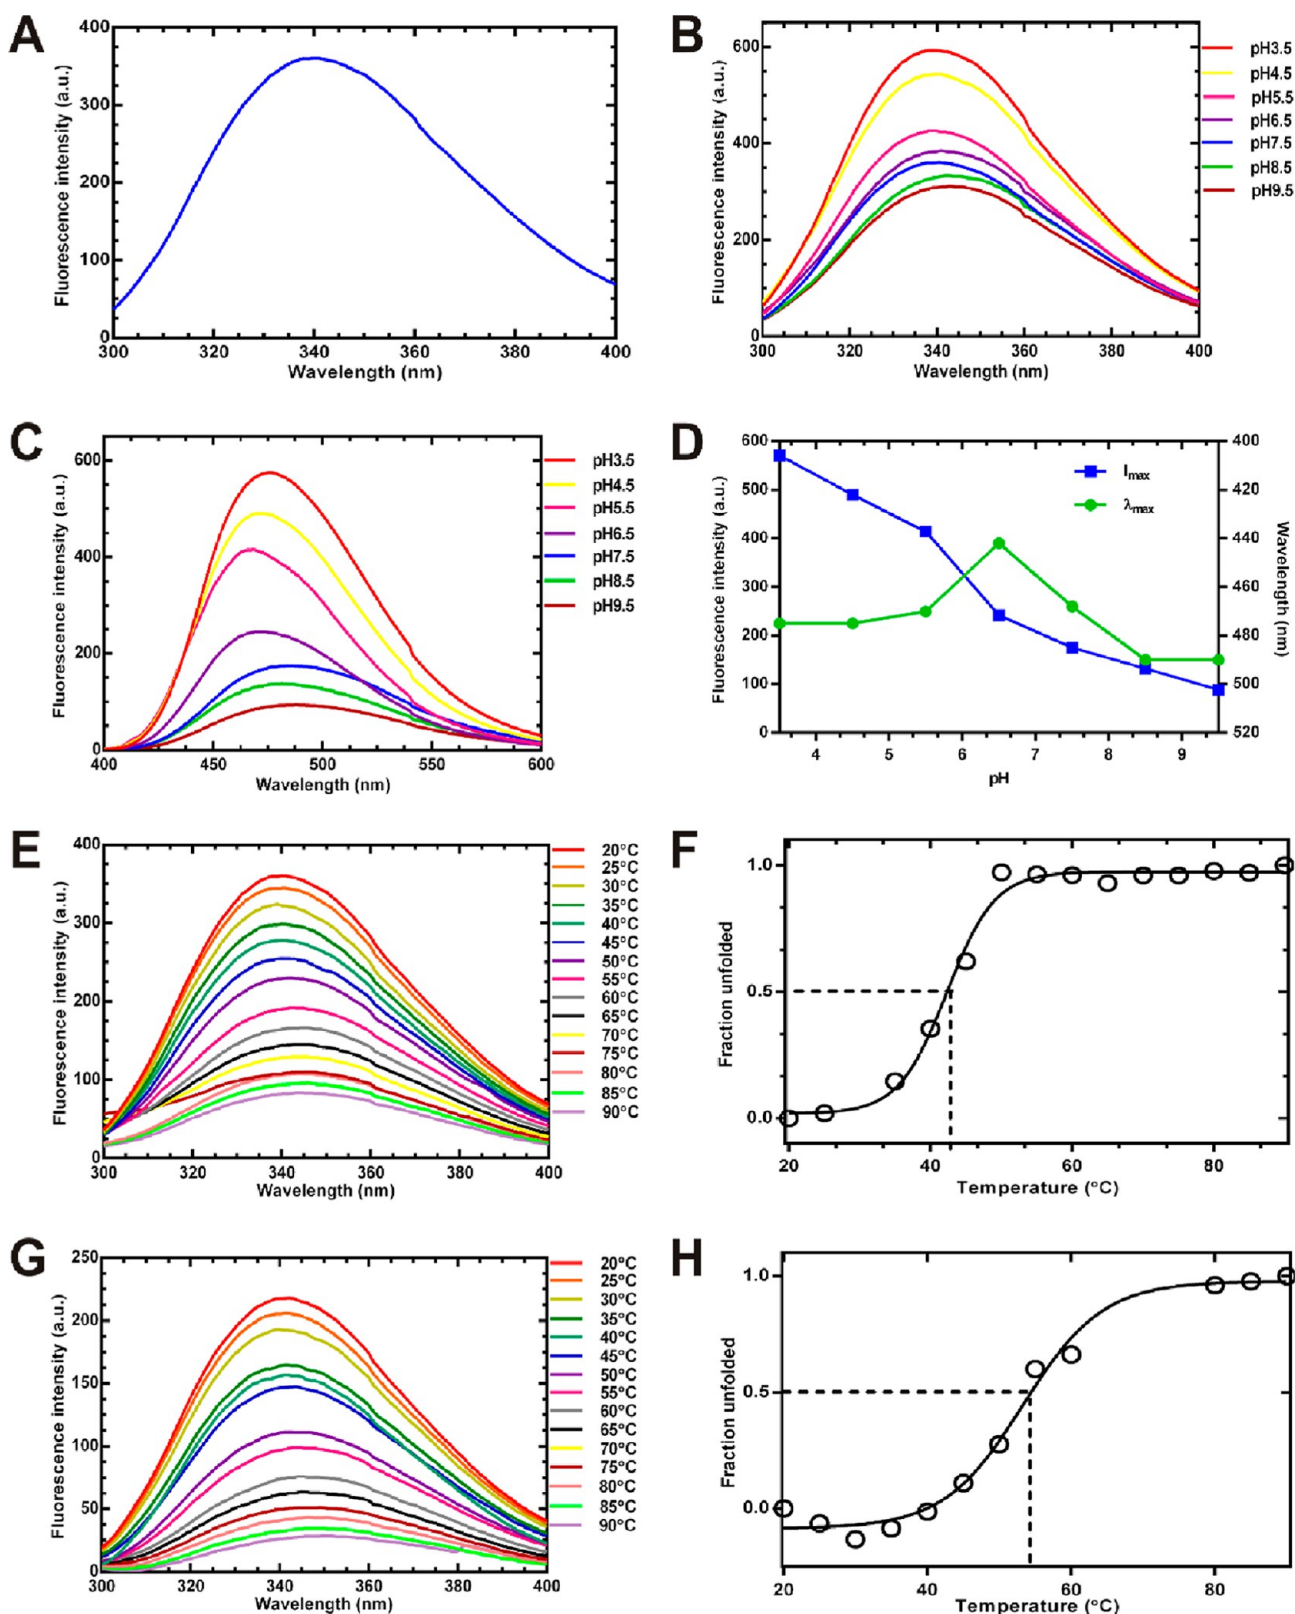 A
400
300
200
100
0
Fluorescence intensity (a.u.)
300 320 340 360 380 400
Wavelength (nm)
B
600
400
200
0
Fluorescence intensity (a.u.)
300 320 340 360 380 400
Wavelength (nm)
pH3.5
pH4.5
pH5.5
pH6.5
pH7.5
pH8.5
pH9.5
C
600
400
200
0
Fluorescence intensity (a.u.)
400 450 500 550 600
Wavelength (nm)
pH3.5
pH4.5
pH5.5
pH6.5
pH7.5
pH8.5
pH9.5
D
600
500
400
300
200
100
0
Fluorescence intensity (a.u.)
Imax
λmax
400
420
440
460
480
500
520
Wavelength (nm)
4 5 6 7 8 9
pH
E
400
300
200
100
0
Fluorescence intensity (a.u.)
300 320 340 360 380 400
Wavelength (nm)
20°C
25°C
30°C
35°C
40°C
45°C
50°C
55°C
60°C
65°C
70°C
75°C
80°C
85°C
90°C
F
1.0
0.5
0.0
Fraction unfolded
20 40 60 80
Temperature (°C)
G
250
200
150
100
50
0
Fluorescence intensity (a.u.)
300 320 340 360 380 400
Wavelength (nm)
20°C
25°C
30°C
35°C
40°C
45°C
50°C
55°C
60°C
65°C
70°C
75°C
80°C
85°C
90°C
H
1.0
0.5
0.0
Fraction unfolded
20 40 60 80
Temperature (°C)